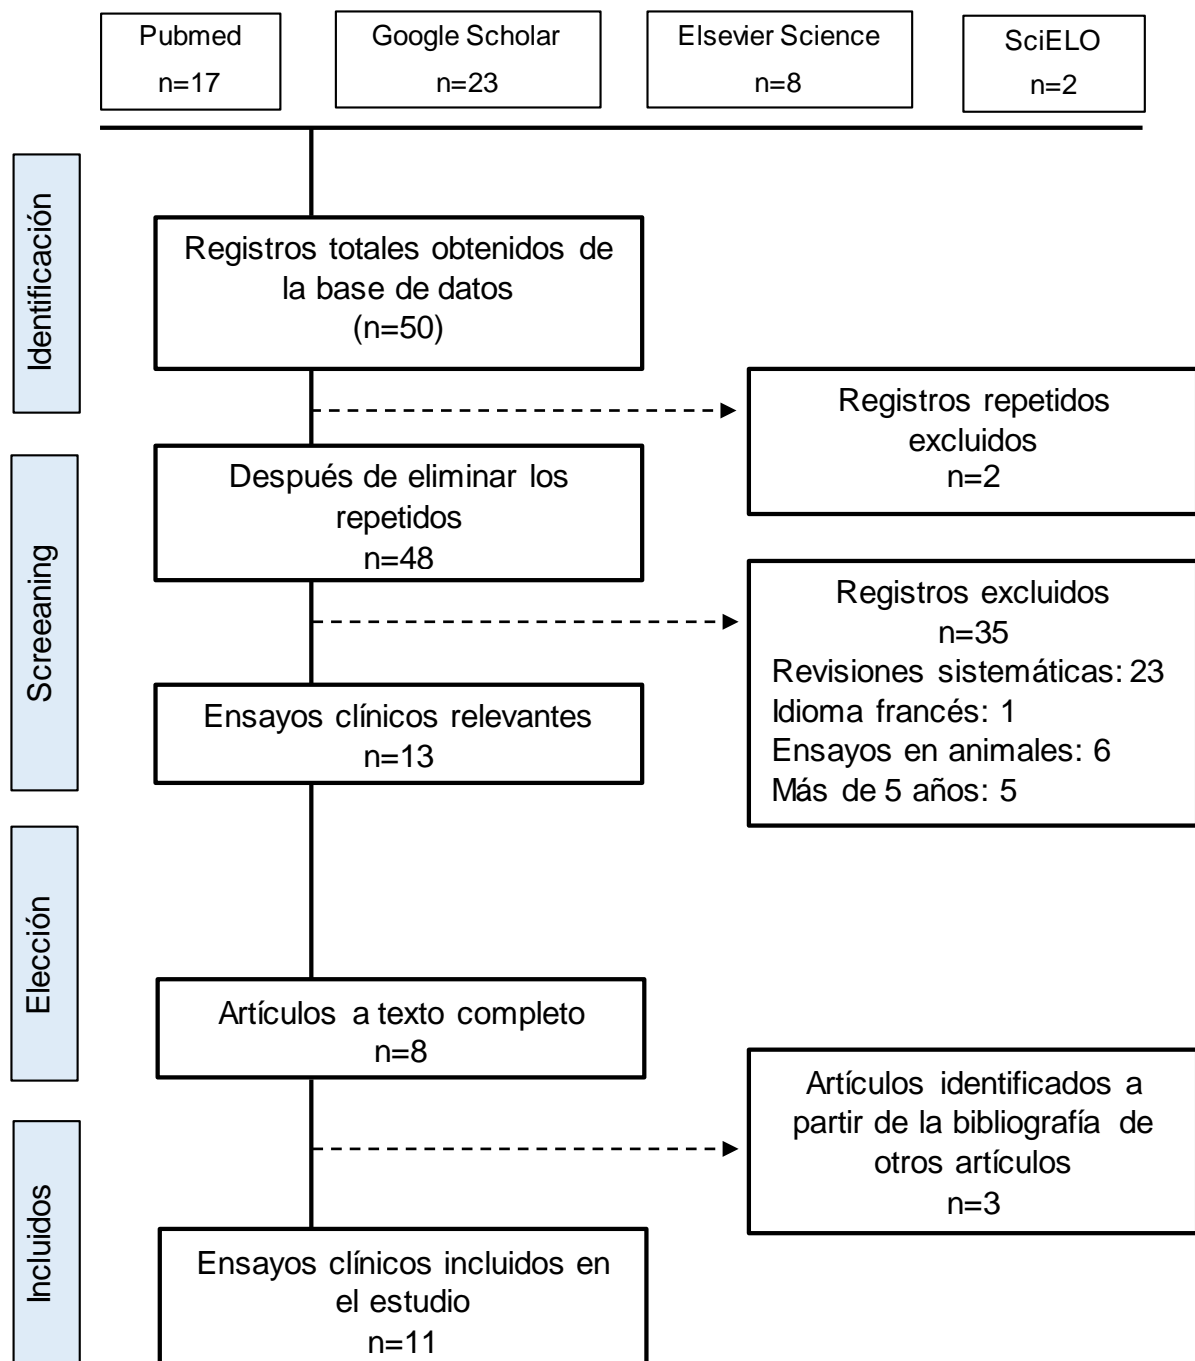 Pubmed
n=17
Google Scholar
n=23
Elsevier Science
n=8
SciELO
n=2
Identificación
Registros totales obtenidos de
la base de datos
(n=50)
Registros repetidos
excluidos
n=2
Screeaning
Después de eliminar los
repetidos
n=48
Registros excluidos
n=35
Revisiones sistemáticas: 23
Idioma francés: 1
Ensayos en animales: 6
Más de 5 años: 5
Ensayos clínicos relevantes
n=13
Elección
Artículos a texto completo
n=8
Artículos identificados a
partir de la bibliografía de
otros artículos
n=3
Incluidos
Ensayos clínicos incluidos en
el estudio
n=11